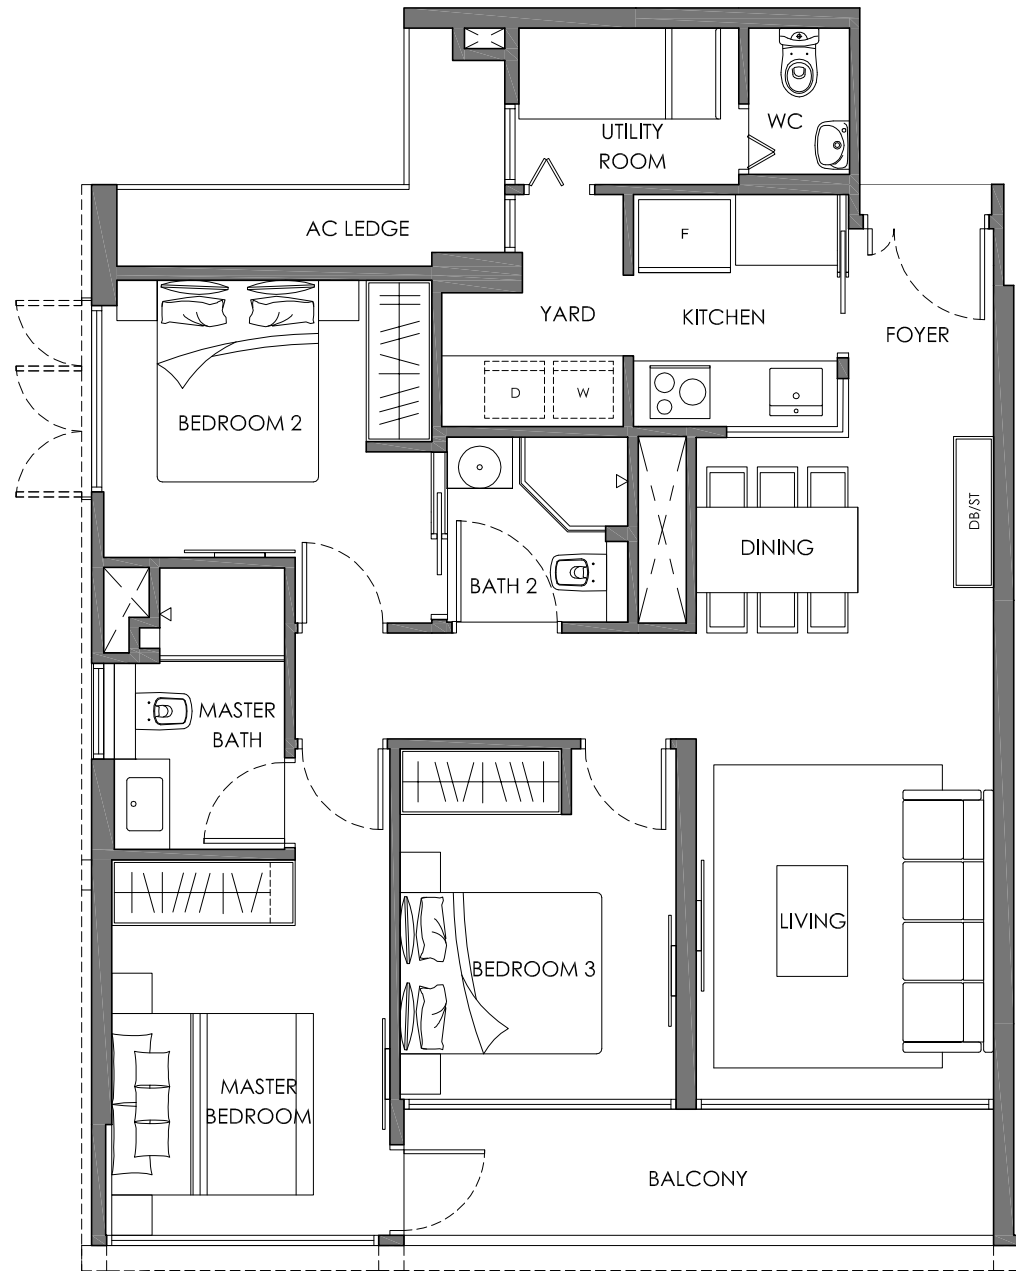 WC
UTILITY
ROOM
AC LEDGE
F
YARD
KITCHEN
FOYER
D
W
BEDROOM 2
DB/ST
DINING
BATH 2
MASTER
BATH
LIVING
BEDROOM 3
MASTER
BEDROOM
BALCONY